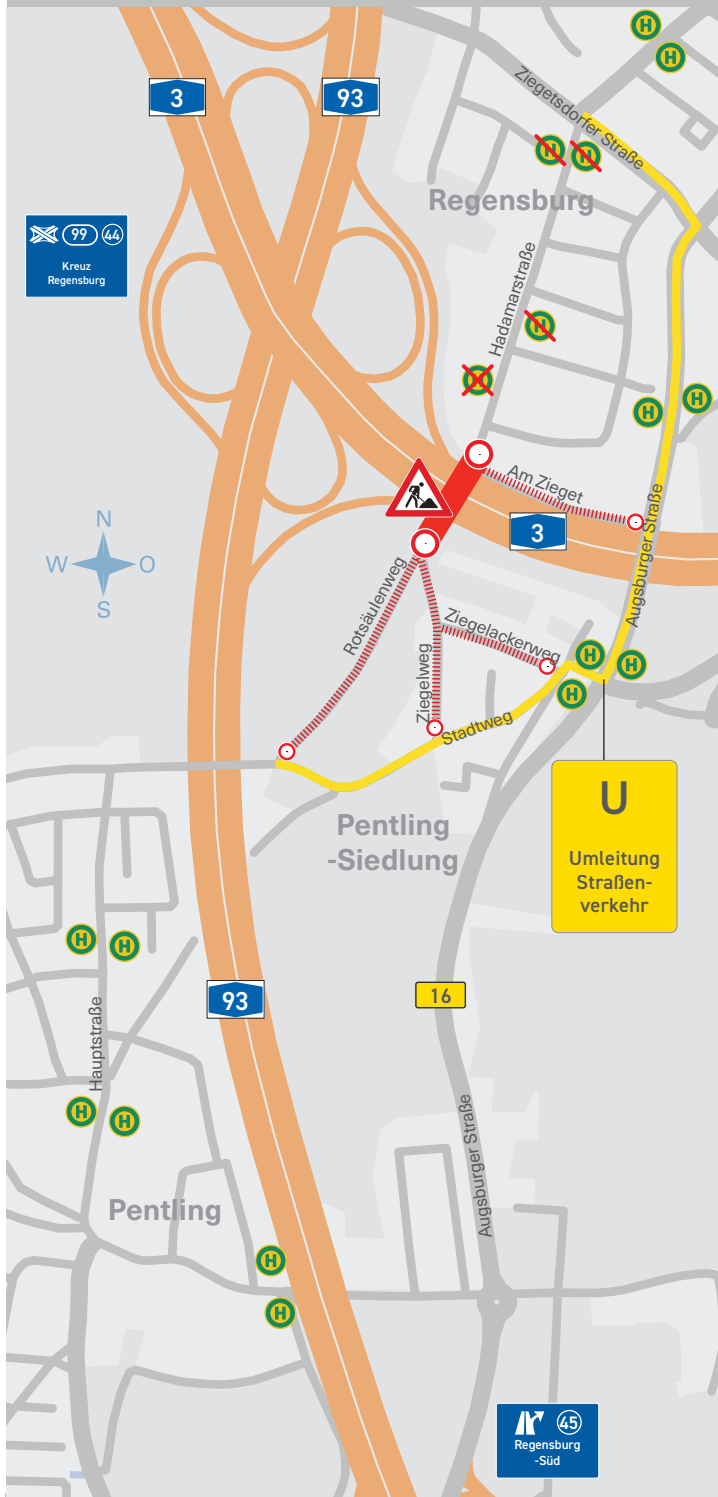 H
H
3
93
Ziegetsdorfer Straße
H
H
Regensburg
99 44
Kreuz
Regensburg
Hadamarstraße
H
H
H
H
Am Zieget
3
N
W O
S
Augsburger Straße
Rotsäulenweg
Ziegelackerweg
H
H
H
Ziegelweg
Stadtweg
U
Umleitung
Straßen-
verkehr
Pentling
-Siedlung
H
H
93
16
Hauptstraße
H
H
Augsburger Straße
Pentling
H
H
45
Regensburg
-Süd